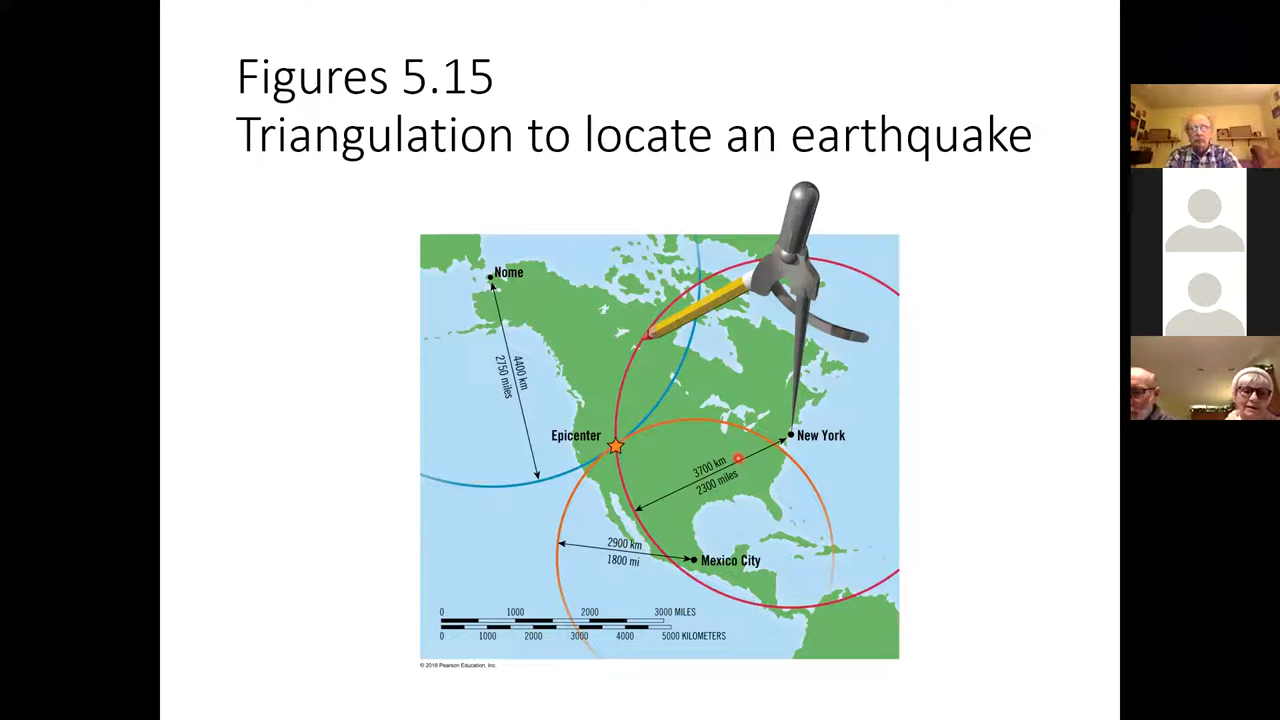 Figures 5.15
Triangulation to locate an earthquake
Nome
4400 km
2750 miles
Epicenter
New York
3700 km
2300 miles
2900 km
1800 mi
Mexico City
0 1000 2000 3000 MILES
0 1000 2000 3000 4000 5000 KILOMETERS
© 2018 Pearson Education, Inc.